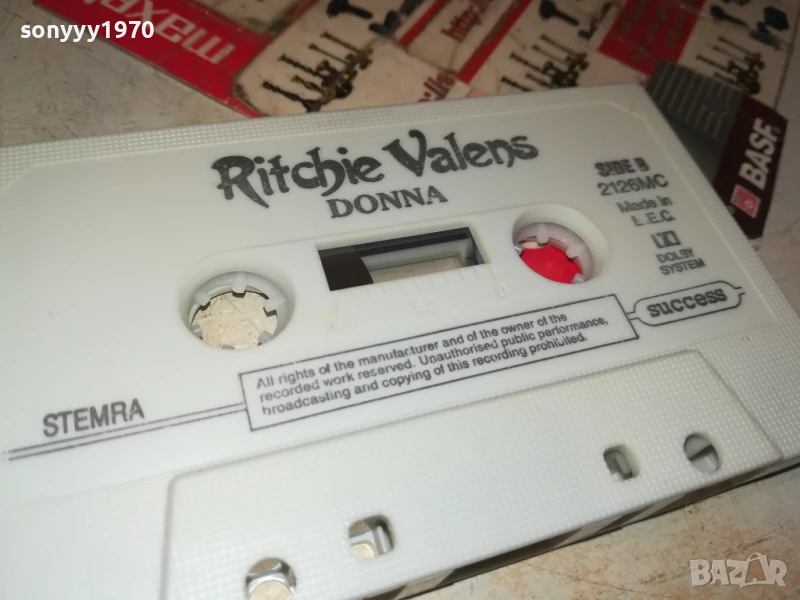 sonyyy1970
maxell
http://
BASF
Ritchie Valens
DONNA
SIDE B
2126MC
Made in
E.E.C.
DOLBY
SYSTEM
success
All rights of the manufacturer and of the owner of the
recorded work reserved. Unauthorised public performance,
broadcasting and copying of this recording prohibited.
STEMRA
BAZAR